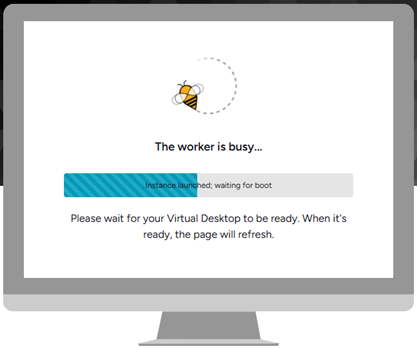 The worker is busy...
Instance launched; waiting for boot
Please wait for your Virtual Desktop to be ready. When it's
ready, the page will refresh.